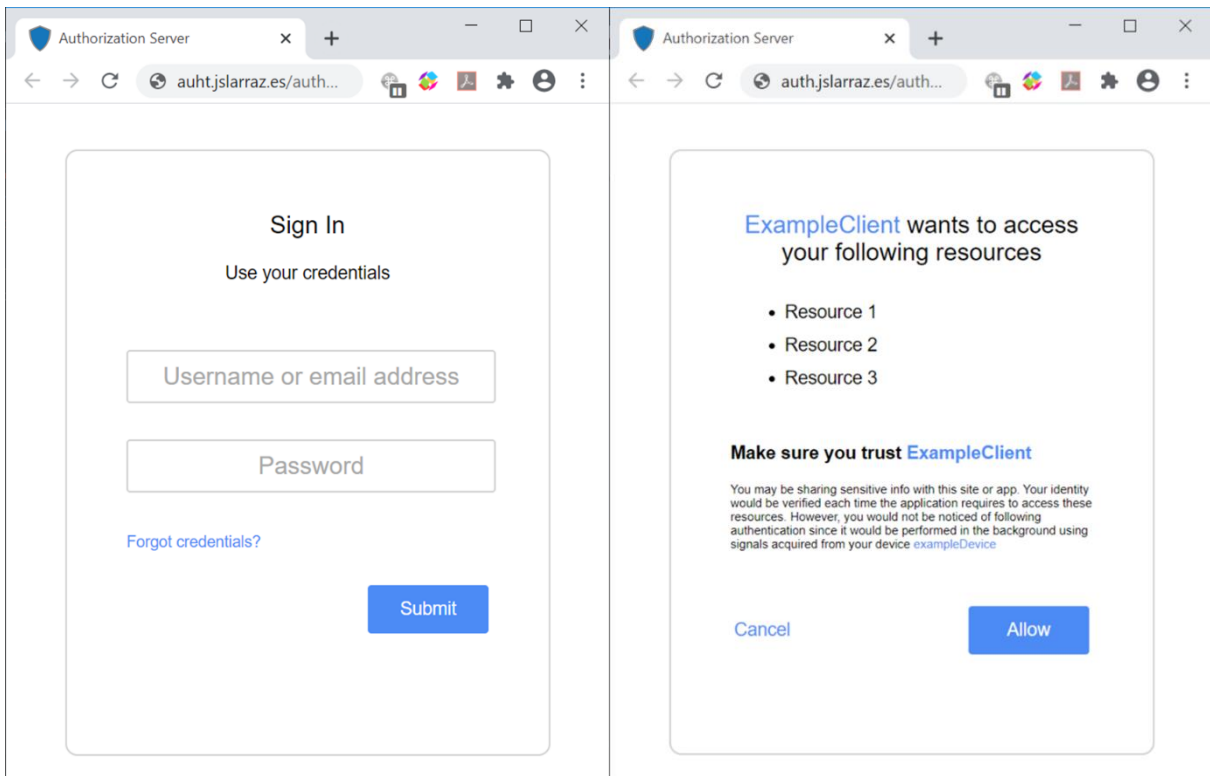 Authorization Server
auht.jslarraz.es/auth...
Sign In
Use your credentials
Username or email address
Password
Forgot credentials?
Submit
Authorization Server
auth.jslarraz.es/auth...
ExampleClient wants to access
your following resources
• Resource 1
• Resource 2
• Resource 3
Make sure you trust ExampleClient
You may be sharing sensitive info with this site or app. Your identity
would be verified each time the application requires to access these
resources. However, you would not be noticed of following
authentication since it would be performed in the background using
signals acquired from your device exampleDevice
Cancel
Allow